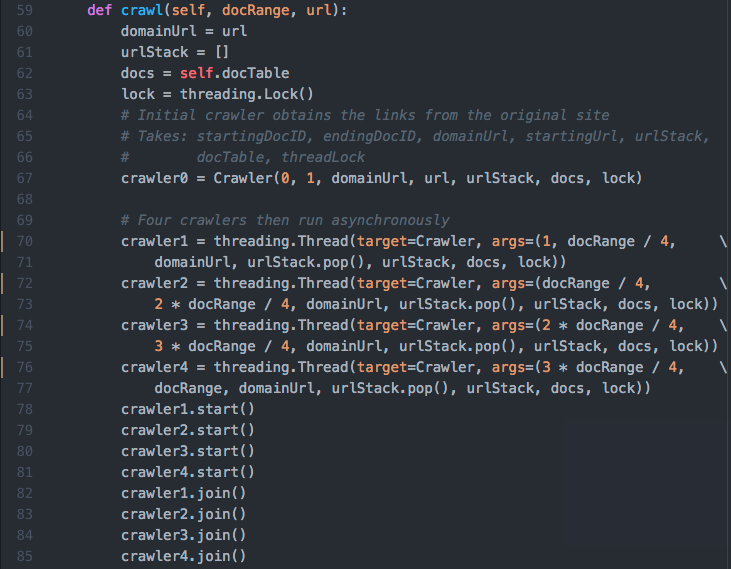 59 def crawl(self, docRange, url):
60 domainUrl = url
61 urlStack = []
62 docs = self.docTable
63 lock = threading.Lock()
64 # Initial crawler obtains the links from the original site
65 # Takes: startingDocID, endingDocID, domainUrl, startingUrl, urlStack,
66 #        docTable, threadLock
67 crawler0 = Crawler(0, 1, domainUrl, url, urlStack, docs, lock)
68
69 # Four crawlers then run asynchronously
70 crawler1 = threading.Thread(target=Crawler, args=(1, docRange / 4,     \
71     domainUrl, urlStack.pop(), urlStack, docs, lock))
72 crawler2 = threading.Thread(target=Crawler, args=(docRange / 4,        \
73     2 * docRange / 4, domainUrl, urlStack.pop(), urlStack, docs, lock))
74 crawler3 = threading.Thread(target=Crawler, args=(2 * docRange / 4,    \
75     3 * docRange / 4, domainUrl, urlStack.pop(), urlStack, docs, lock))
76 crawler4 = threading.Thread(target=Crawler, args=(3 * docRange / 4,    \
77     docRange, domainUrl, urlStack.pop(), urlStack, docs, lock))
78 crawler1.start()
79 crawler2.start()
80 crawler3.start()
81 crawler4.start()
82 crawler1.join()
83 crawler2.join()
84 crawler3.join()
85 crawler4.join()